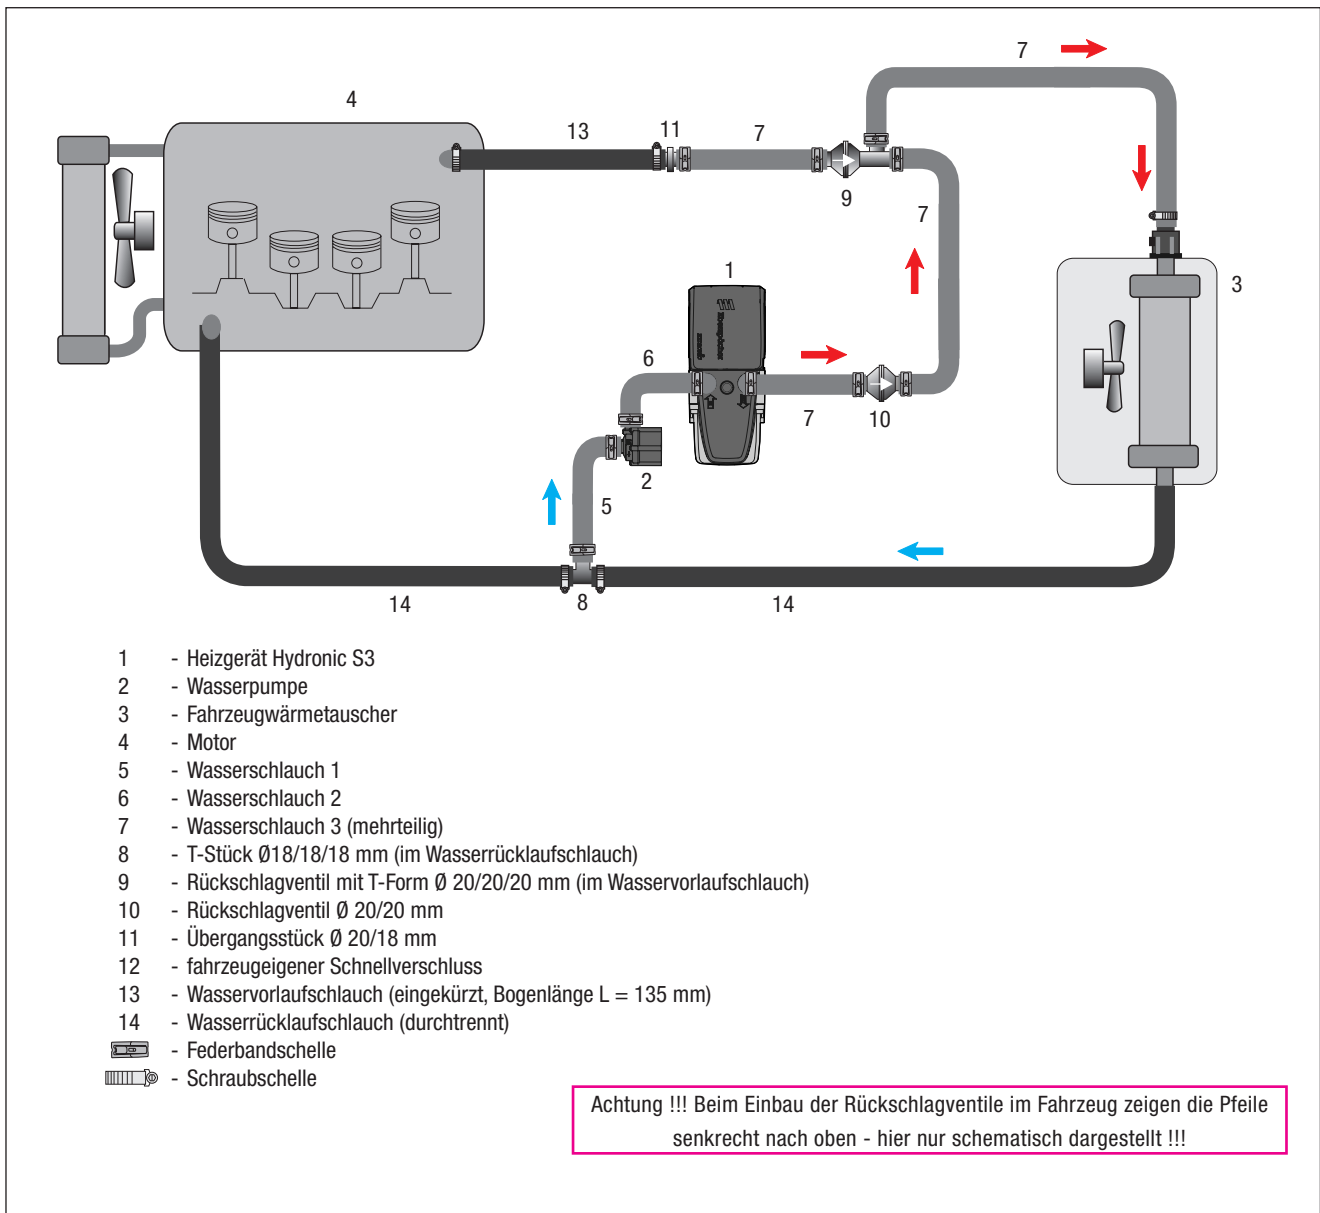 7
4
13
11
7
9
7
1
3
6
7
10
2
5
14
8
14
1 - Heizgerät Hydronic S3
2 - Wasserpumpe
3 - Fahrzeugwärmetauscher
4 - Motor
5 - Wasserschlauch 1
6 - Wasserschlauch 2
7 - Wasserschlauch 3 (mehrteilig)
8 - T-Stück Ø18/18/18 mm (im Wasserrücklaufschlauch)
9 - Rückschlagventil mit T-Form Ø 20/20/20 mm (im Wasservorlaufschlauch)
10 - Rückschlagventil Ø 20/20 mm
11 - Übergangsstück Ø 20/18 mm
12 - fahrzeugeigener Schnellverschluss
13 - Wasservorlaufschlauch (eingekürzt, Bogenlänge L = 135 mm)
14 - Wasserrücklaufschlauch (durchtrennt)
- Federbandschelle
- Schraubschelle
Achtung !!! Beim Einbau der Rückschlagventile im Fahrzeug zeigen die Pfeile
senkrecht nach oben - hier nur schematisch dargestellt !!!